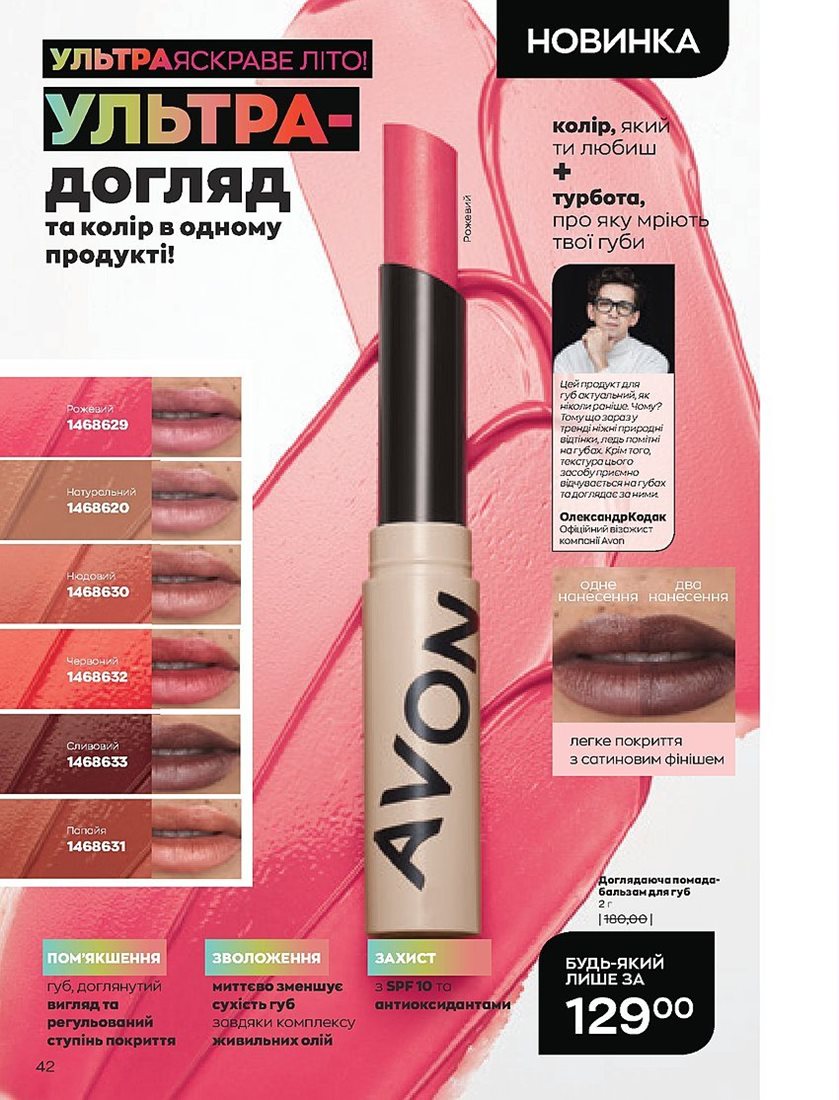 УЛЬТРАЯСКРАВЕ ЛІТО!
УЛЬТРА-
ДОГЛЯД
та колір в одному
продукті!
НОВИНКА
колір, який
ти любиш
+
турбота,
про яку мріють
твої губи
Рожевий
Цей продукт для
губ актуальний, як
ніколи раніше. Чому?
Тому що зараз у
тренді ніжні природні
відтінки, ледь помітні
на губах. Крім того,
текстура цього
засобу приємно
відчувається на губах
та доглядає за ними.
Олександр Кодак
Офіційний візажист
компанії Avon
Рожевий
1468629
Натуральний
1468620
Нюдовий
1468630
Червоний
1468632
Сливовий
1468633
Папайя
1468631
AVON
одне нанесення
два нанесення
легке покриття
з сатиновим фінішем
Доглядаюча помада-
бальзам для губ
2 г
|180,00|
БУДЬ-ЯКИЙ
ЛИШЕ ЗА
129⁰⁰
ПОМ'ЯКШЕННЯ
губ, доглянутий
вигляд та
регульований
ступінь покриття
ЗВОЛОЖЕННЯ
миттєво зменшує
сухість губ
завдяки комплексу
живильних олій
ЗАХИСТ
з SPF 10 та
антиоксидантами
42